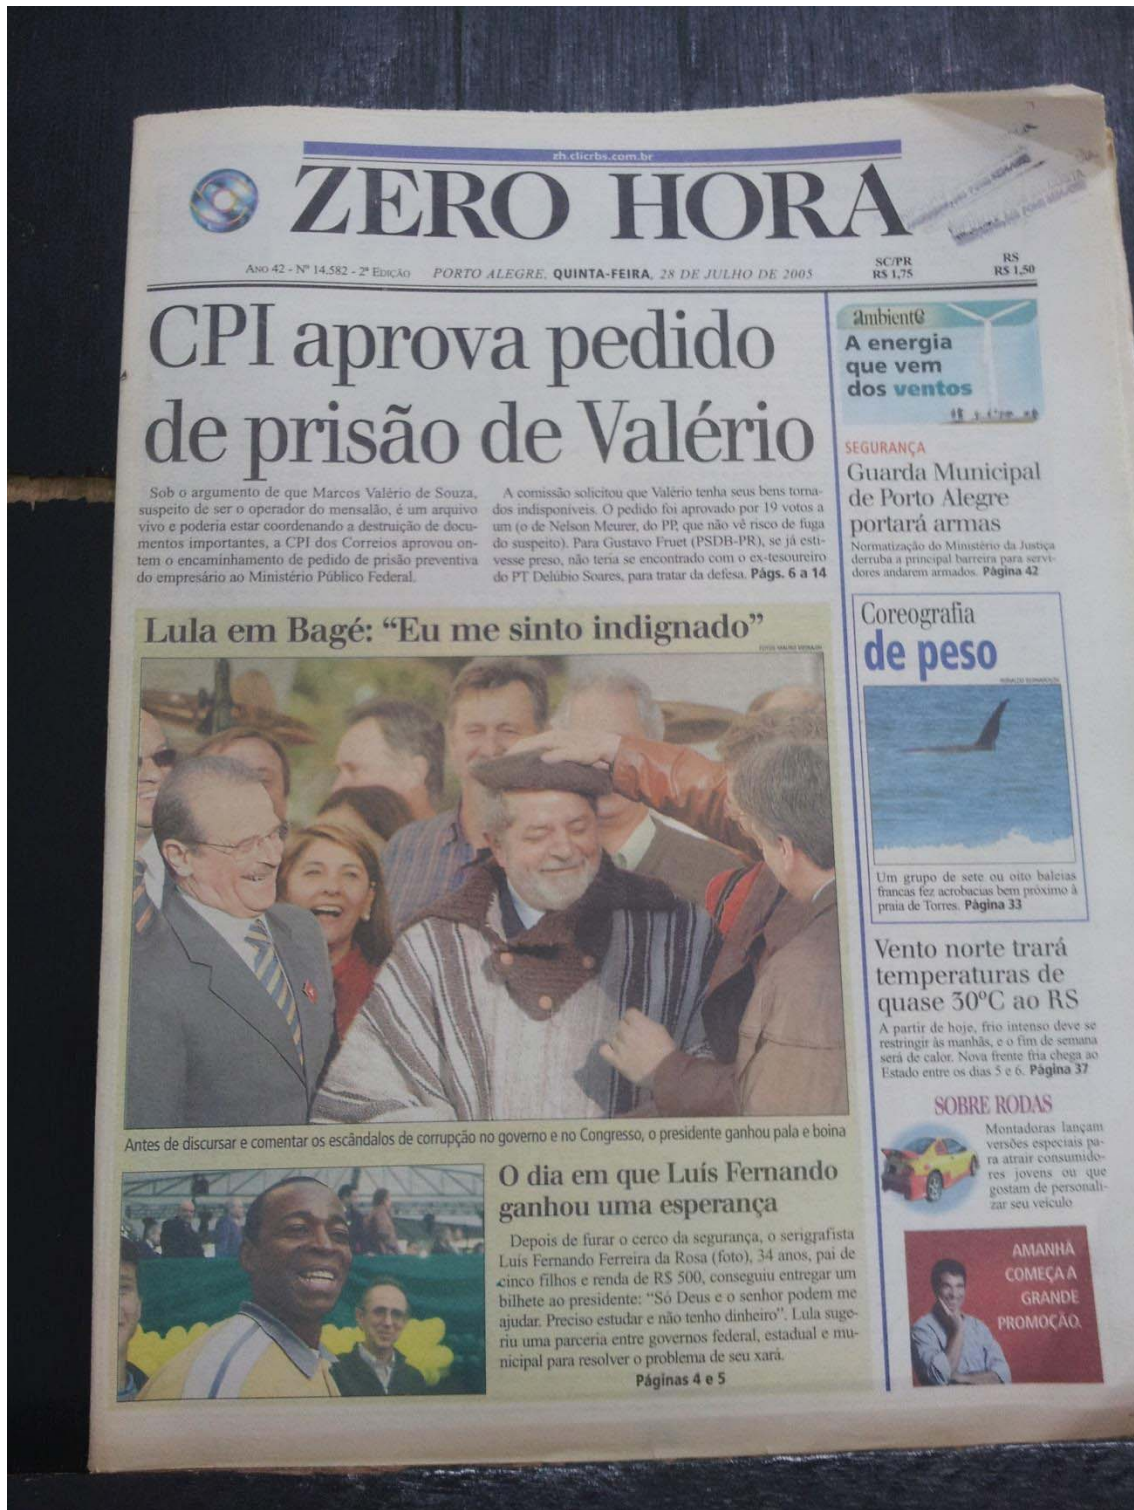 zh.clicrbs.com.br
ZERO HORA
ANO 42 - Nº 14.582 - 2ª EDIÇÃO PORTO ALEGRE, QUINTA-FEIRA, 28 DE JULHO DE 2005
SC/PR
R$ 1,75
RS
R$ 1,50
CPI aprova pedido
de prisão de Valério
Sob o argumento de que Marcos Valério de Souza,
suspeito de ser o operador do mensalão, é um arquivo
vivo e poderia estar coordenando a destruição de docu-
mentos importantes, a CPI dos Correios aprovou on-
tem o encaminhamento de pedido de prisão preventiva
do empresário ao Ministério Público Federal.
A comissão solicitou que Valério tenha seus bens torna-
dos indisponíveis. O pedido foi aprovado por 19 votos a
um (o de Nelson Meurer, do PP, que não vê risco de fuga
do suspeito). Para Gustavo Fruet (PSDB-PR), se já esti-
vesse preso, não teria se encontrado com o ex-tesoureiro
do PT Delúbio Soares, para tratar da defesa. Págs. 6 a 14
Lula em Bagé: “Eu me sinto indignado”
Antes de discursar e comentar os escândalos de corrupção no governo e no Congresso, o presidente ganhou pala e boina
O dia em que Luís Fernando
ganhou uma esperança
Depois de furar o cerco da segurança, o serigrafista
Luís Fernando Ferreira da Rosa (foto), 34 anos, pai de
cinco filhos e renda de R$ 500, conseguiu entregar um
bilhete ao presidente: “Só Deus e o senhor podem me
ajudar. Preciso estudar e não tenho dinheiro”. Lula suge-
riu uma parceria entre governos federal, estadual e mu-
nicipal para resolver o problema de seu xará.
Páginas 4 e 5
ambiente
A energia
que vem
dos ventos
SEGURANÇA
Guarda Municipal
de Porto Alegre
portará armas
Normatização do Ministério da Justiça
derruba a principal barreira para servi-
dores andarem armados. Página 42
Coreografia
de peso
Um grupo de sete ou oito baleias
francas fez acrobacias bem próximo à
praia de Torres. Página 33
Vento norte trará
temperaturas de
quase 30ºC ao RS
A partir de hoje, frio intenso deve se
restringir às manhãs, e o fim de semana
será de calor. Nova frente fria chega ao
Estado entre os dias 5 e 6. Página 37
SOBRE RODAS
Montadoras lançam
versões especiais pa-
ra atrair consumido-
res jovens ou que
gostam de personali-
zar seu veículo
AMANHÃ
COMEÇA A
GRANDE
PROMOÇÃO.